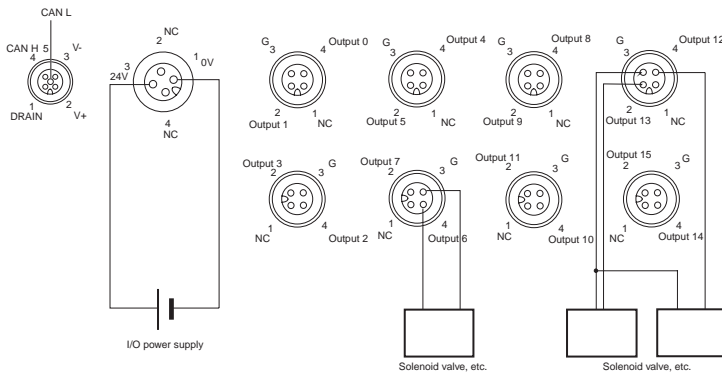 CAN L
CAN H 5 V-
4 3
1 2
DRAIN V+
NC
2
3 1 0V
24V
4
NC
I/O power supply
G Output 0
3 4
2 1
Output 1 NC
G Output 4
3 4
2 1
Output 5 NC
G Output 8
3 4
2 1
Output 9 NC
G Output 12
3 4
2 1
Output 13 NC
Output 3 G
2 3
1 4
NC Output 2
Output 7 G
2 3
1 4
NC Output 6
Output 11 G
2 3
1 4
NC Output 10
Output 15 G
2 3
1 4
NC Output 14
Solenoid valve, etc.
Solenoid valve, etc.